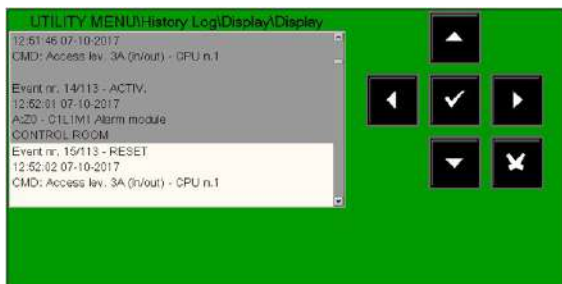 UTILITY MENU\History Log\Display\Display
12:51:46 07-10-2017
CMD: Access lev. 3A (in/out) - CPU n.1
Event nr. 14/113 - ACTIV.
12:52:01 07-10-2017
A:Z0 - C1L1M1 Alarm module
CONTROL ROOM
Event nr. 15/113 - RESET
12:52:02 07-10-2017
CMD: Access lev. 3A (in/out) - CPU n.1